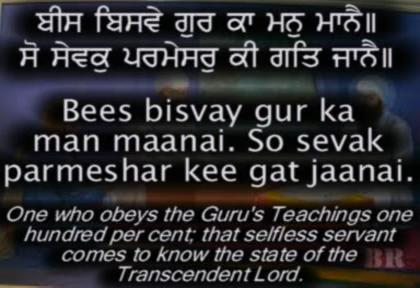 ਬੀਸ ਬਿਸਵੇ ਗੁਰ ਕਾ ਮਨੁ ਮਾਨੈ॥
ਸੋ ਸੇਵਕੁ ਪਰਮੇਸਰੁ ਕੀ ਗਤਿ ਜਾਨੈ॥
Bees bisvay gur ka
man maanai. So sevak
parmeshar kee gat jaanai.
One who obeys the Guru's Teachings one
hundred per cent; that selfless servant
comes to know the state of the
Transcendent Lord.